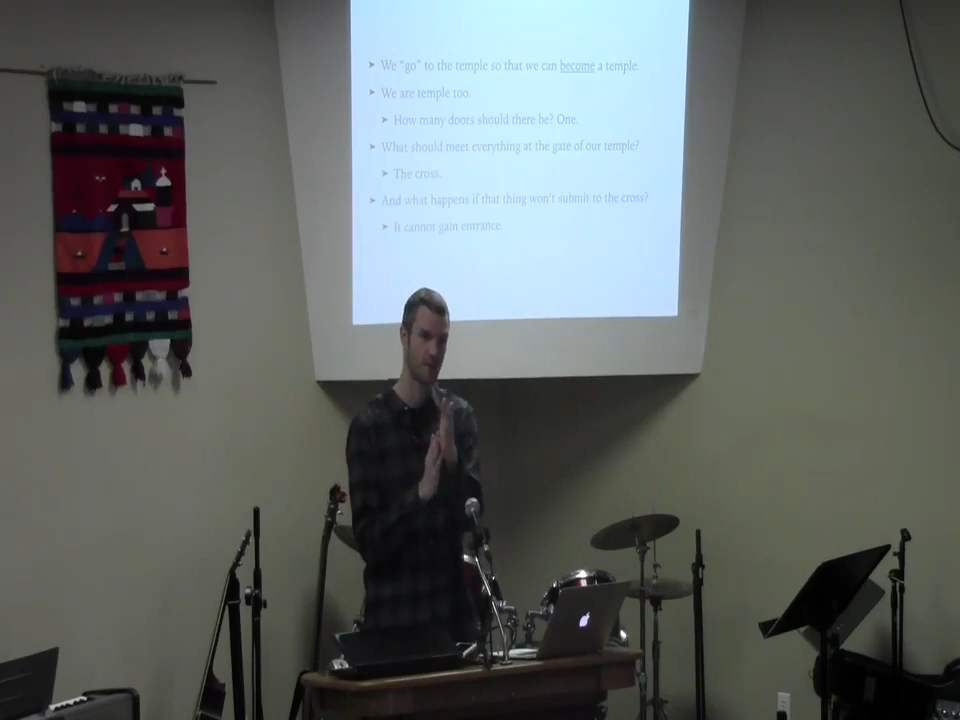 We "go" to the temple so that we can become a temple.
We are temple too.
How many doors should there be? One.
What should meet everything at the gate of our temple?
The cross.
And what happens if that thing won't submit to the cross?
It cannot gain entrance.